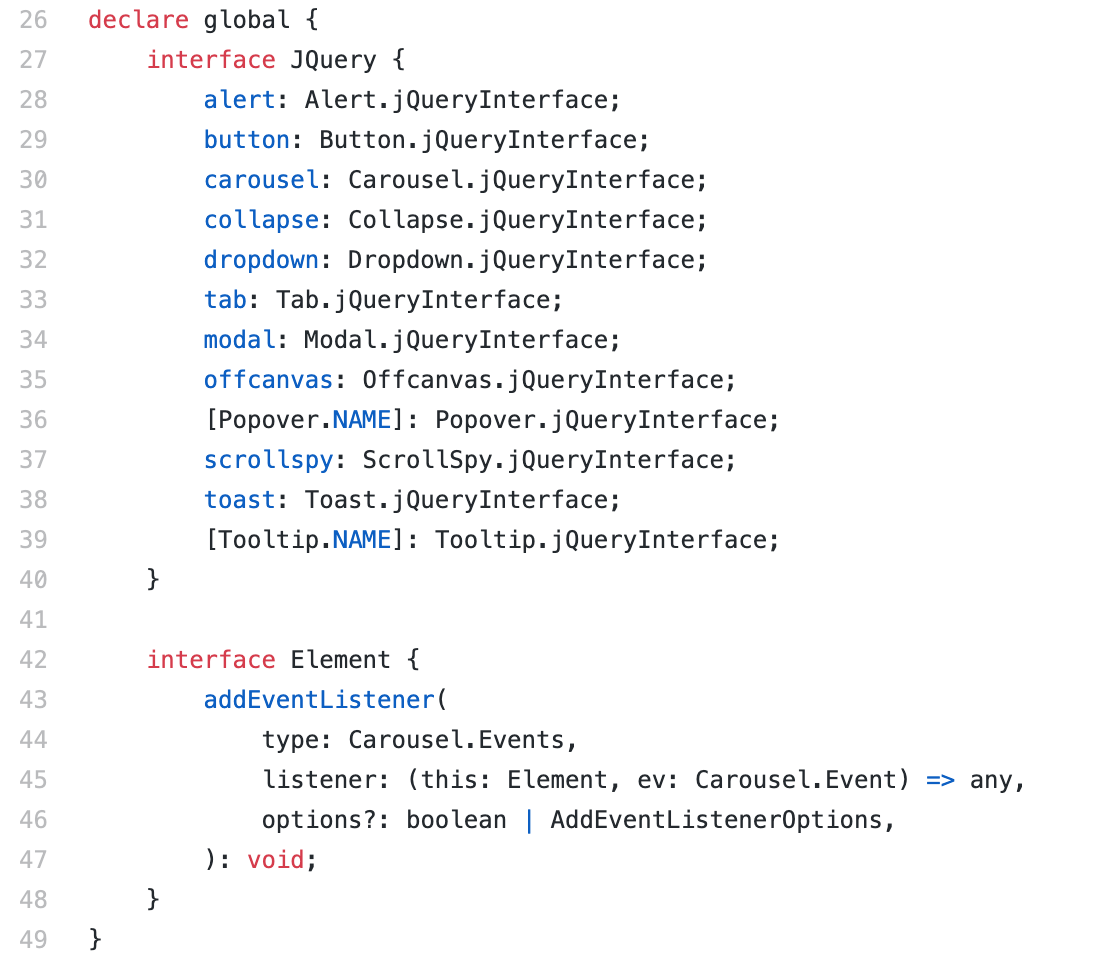 26 declare global {
27     interface JQuery {
28         alert: Alert.jQueryInterface;
29         button: Button.jQueryInterface;
30         carousel: Carousel.jQueryInterface;
31         collapse: Collapse.jQueryInterface;
32         dropdown: Dropdown.jQueryInterface;
33         tab: Tab.jQueryInterface;
34         modal: Modal.jQueryInterface;
35         offcanvas: Offcanvas.jQueryInterface;
36         [Popover.NAME]: Popover.jQueryInterface;
37         scrollspy: ScrollSpy.jQueryInterface;
38         toast: Toast.jQueryInterface;
39         [Tooltip.NAME]: Tooltip.jQueryInterface;
40     }
41
42     interface Element {
43         addEventListener(
44             type: Carousel.Events,
45             listener: (this: Element, ev: Carousel.Event) => any,
46             options?: boolean | AddEventListenerOptions,
47         ): void;
48     }
49 }